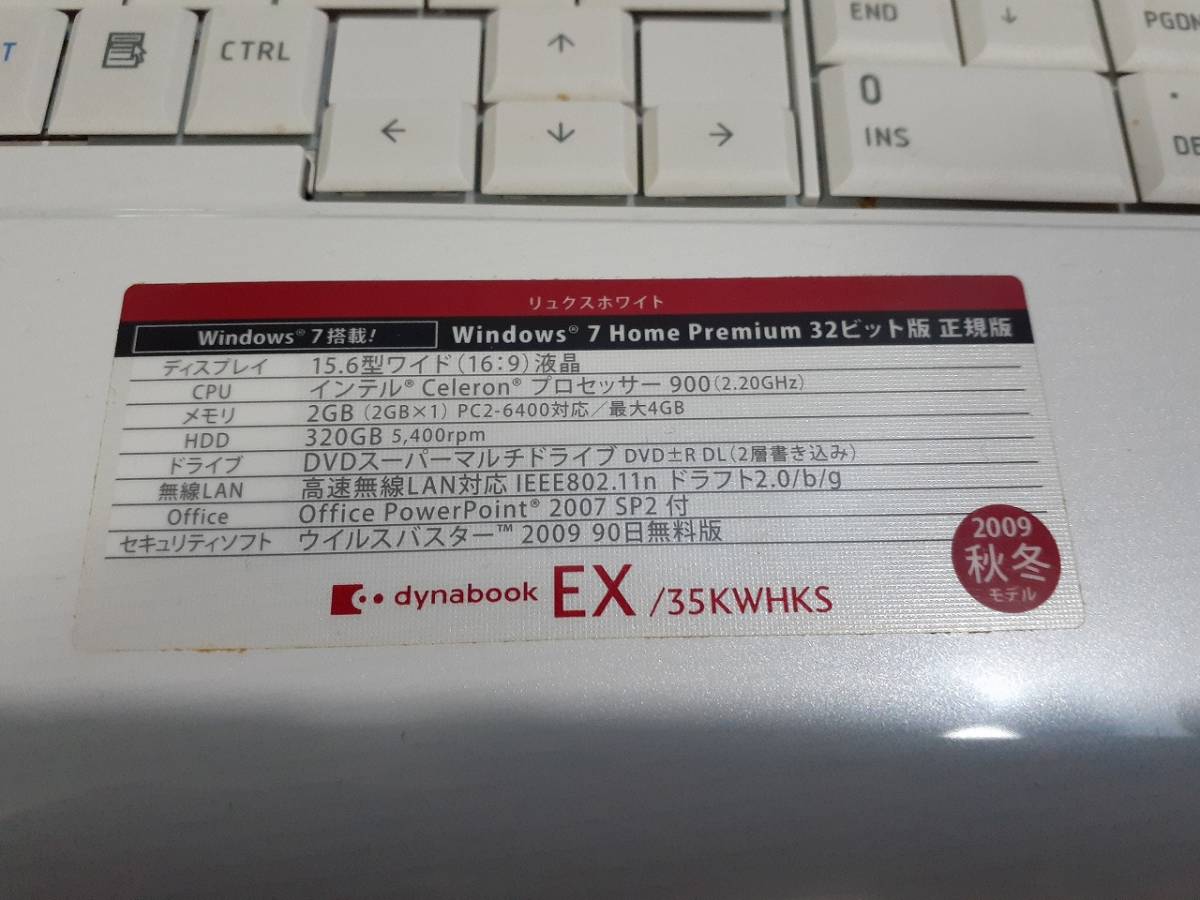 END
↓
PGDN
T
CTRL
↑
0
INS
.
←
↓
→
リュクスホワイト
Windows® 7搭載! Windows® 7 Home Premium 32ビット版 正規版
ディスプレイ 15.6型ワイド(16:9)液晶
CPU インテル® Celeron® プロセッサー 900(2.20GHz)
メモリ 2GB(2GB×1) PC2-6400対応/最大4GB
HDD 320GB 5,400rpm
ドライブ DVDスーパーマルチドライブ DVD±R DL(2層書き込み)
無線LAN 高速無線LAN対応 IEEE802.11n ドラフト2.0/b/g
Office Office PowerPoint® 2007 SP2 付
セキュリティソフト ウイルスバスター™ 2009 90日無料版
2009
秋冬
モデル
dynabook EX /35KWHKS